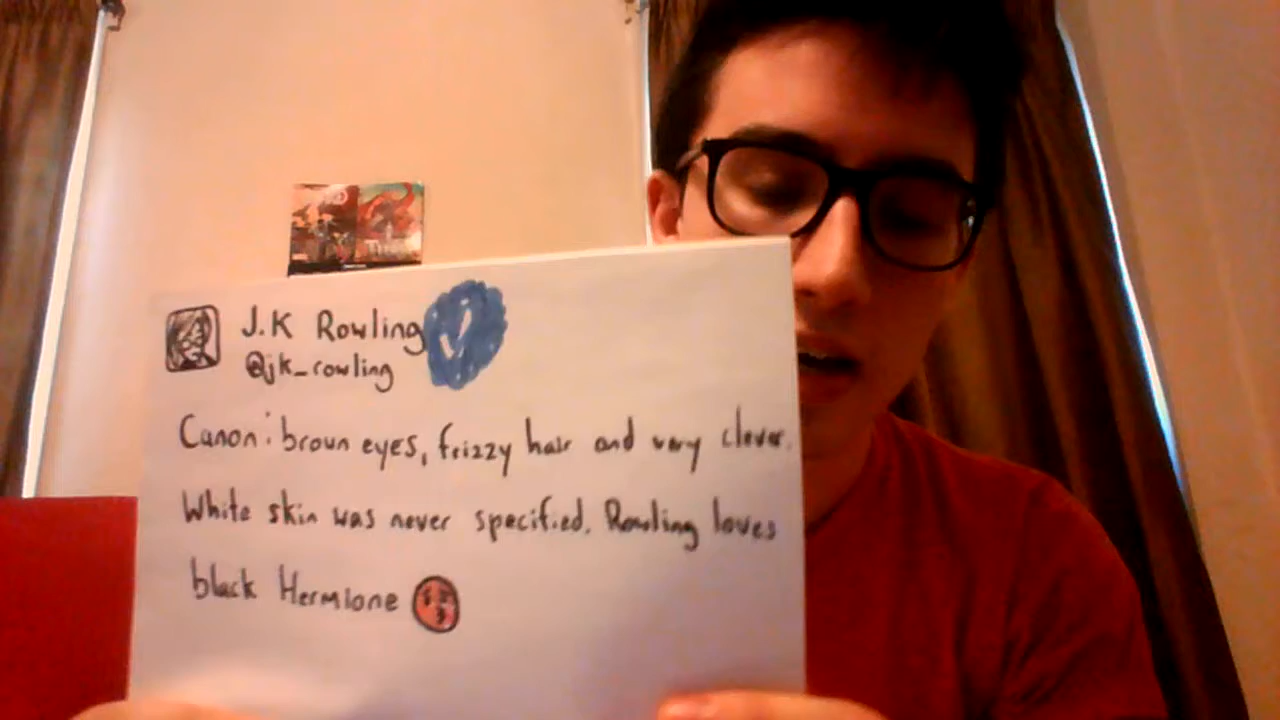 J.K Rowling
@jk_rowling
Canon: brown eyes, frizzy hair and very clever.
White skin was never specified. Rowling loves
black Hermione